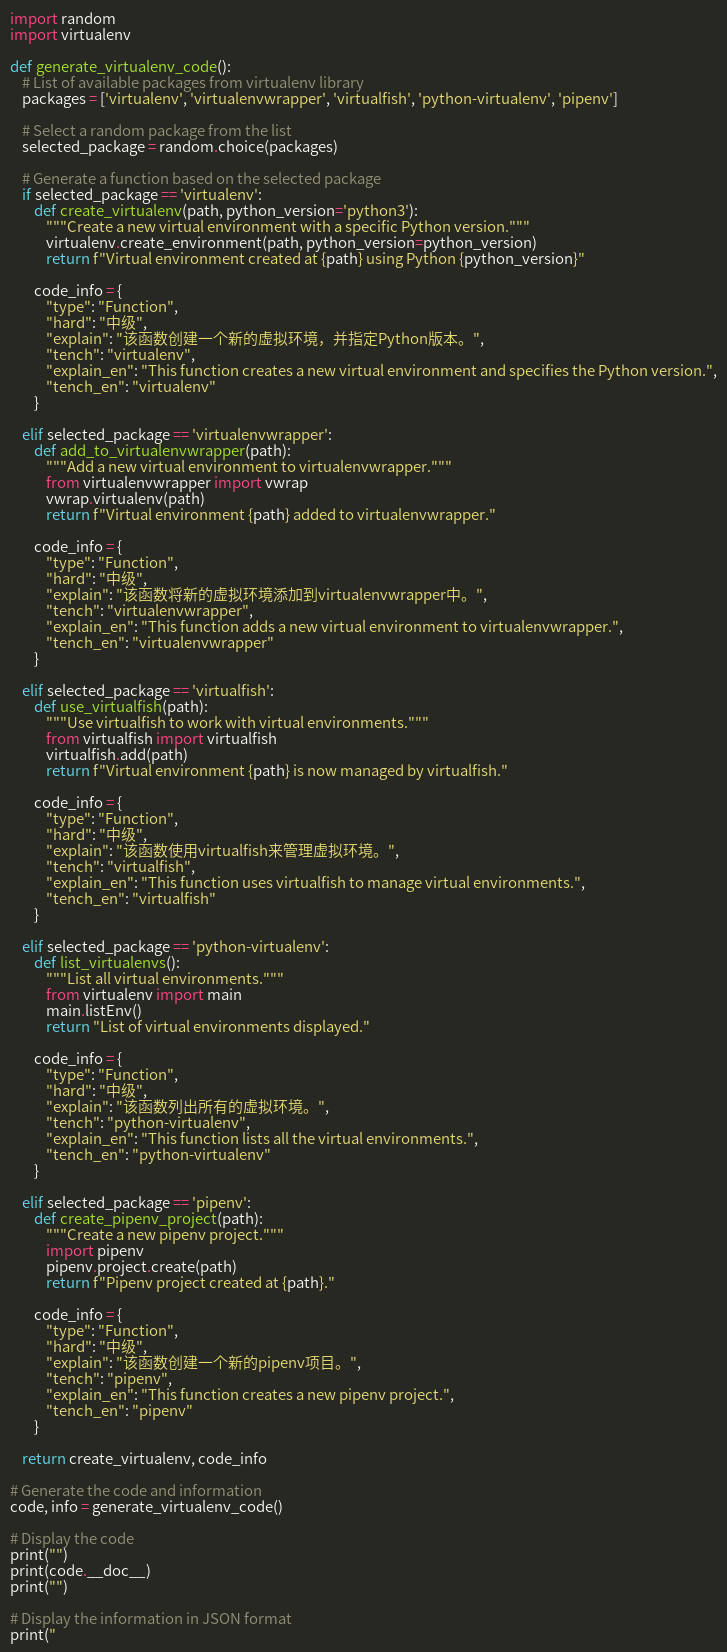 import random
import virtualenv

def generate_virtualenv_code():
    # List of available packages from virtualenv library
    packages = ['virtualenv', 'virtualenvwrapper', 'virtualfish', 'python-virtualenv', 'pipenv']

    # Select a random package from the list
    selected_package = random.choice(packages)

    # Generate a function based on the selected package
    if selected_package == 'virtualenv':
        def create_virtualenv(path, python_version='python3'):
            """Create a new virtual environment with a specific Python version."""
            virtualenv.create_environment(path, python_version=python_version)
            return f"Virtual environment created at {path} using Python {python_version}"

        code_info = {
            "type": "Function",
            "hard": "中级",
            "explain": "该函数创建一个新的虚拟环境，并指定Python版本。",
            "tench": "virtualenv",
            "explain_en": "This function creates a new virtual environment and specifies the Python version.",
            "tench_en": "virtualenv"
        }

    elif selected_package == 'virtualenvwrapper':
        def add_to_virtualenvwrapper(path):
            """Add a new virtual environment to virtualenvwrapper."""
            from virtualenvwrapper import vwrap
            vwrap.virtualenv(path)
            return f"Virtual environment {path} added to virtualenvwrapper."

        code_info = {
            "type": "Function",
            "hard": "中级",
            "explain": "该函数将新的虚拟环境添加到virtualenvwrapper中。",
            "tench": "virtualenvwrapper",
            "explain_en": "This function adds a new virtual environment to virtualenvwrapper.",
            "tench_en": "virtualenvwrapper"
        }

    elif selected_package == 'virtualfish':
        def use_virtualfish(path):
            """Use virtualfish to work with virtual environments."""
            from virtualfish import virtualfish
            virtualfish.add(path)
            return f"Virtual environment {path} is now managed by virtualfish."

        code_info = {
            "type": "Function",
            "hard": "中级",
            "explain": "该函数使用virtualfish来管理虚拟环境。",
            "tench": "virtualfish",
            "explain_en": "This function uses virtualfish to manage virtual environments.",
            "tench_en": "virtualfish"
        }

    elif selected_package == 'python-virtualenv':
        def list_virtualenvs():
            """List all virtual environments."""
            from virtualenv import main
            main.listEnv()
            return "List of virtual environments displayed."

        code_info = {
            "type": "Function",
            "hard": "中级",
            "explain": "该函数列出所有的虚拟环境。",
            "tench": "python-virtualenv",
            "explain_en": "This function lists all the virtual environments.",
            "tench_en": "python-virtualenv"
        }

    elif selected_package == 'pipenv':
        def create_pipenv_project(path):
            """Create a new pipenv project."""
            import pipenv
            pipenv.project.create(path)
            return f"Pipenv project created at {path}."

        code_info = {
            "type": "Function",
            "hard": "中级",
            "explain": "该函数创建一个新的pipenv项目。",
            "tench": "pipenv",
            "explain_en": "This function creates a new pipenv project.",
            "tench_en": "pipenv"
        }

    return create_virtualenv, code_info

# Generate the code and information
code, info = generate_virtualenv_code()

# Display the code
print("")
print(code.__doc__)
print("")

# Display the information in JSON format
print("